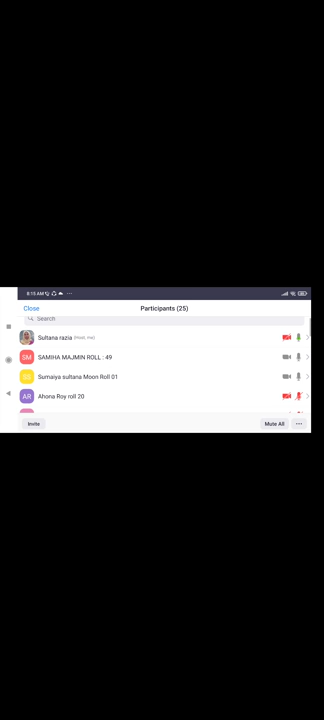 8:15 AM
Close
Participants (25)
Search
Sultana razia (Host, me)
SM
SAMIHA MAJMIN ROLL : 49
Sumaiya sultana Moon Roll 01
AR
Ahona Roy roll 20
Invite
Mute All